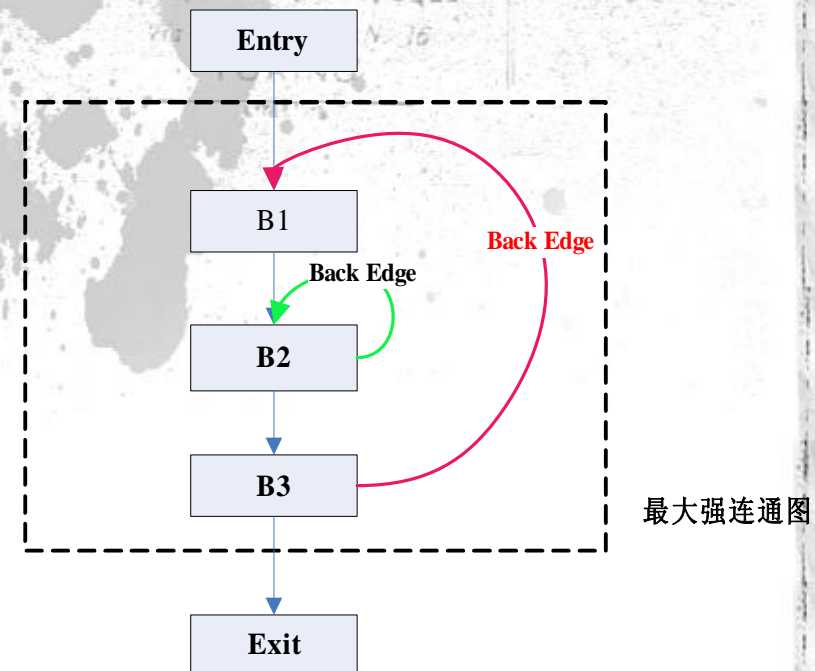 Entry
B1
Back Edge
Back Edge
B2
B3
最大强连通图
Exit